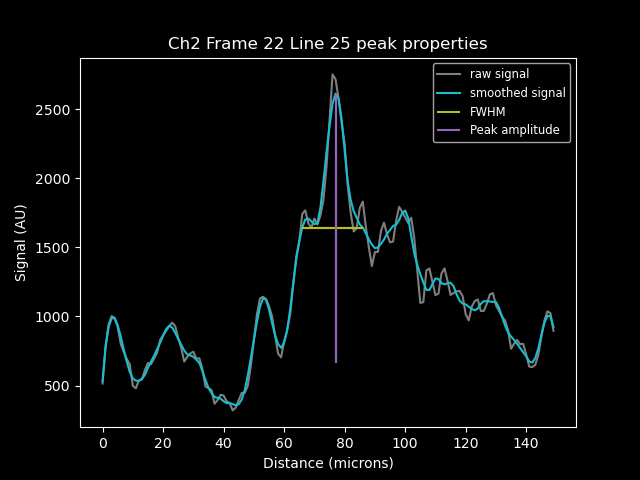 Ch2 Frame 22 Line 25 peak properties
raw signal
smoothed signal
FWHM
Peak amplitude
Signal (AU)
2500
2000
1500
1000
500
0
20
40
60
80
100
120
140
Distance (microns)